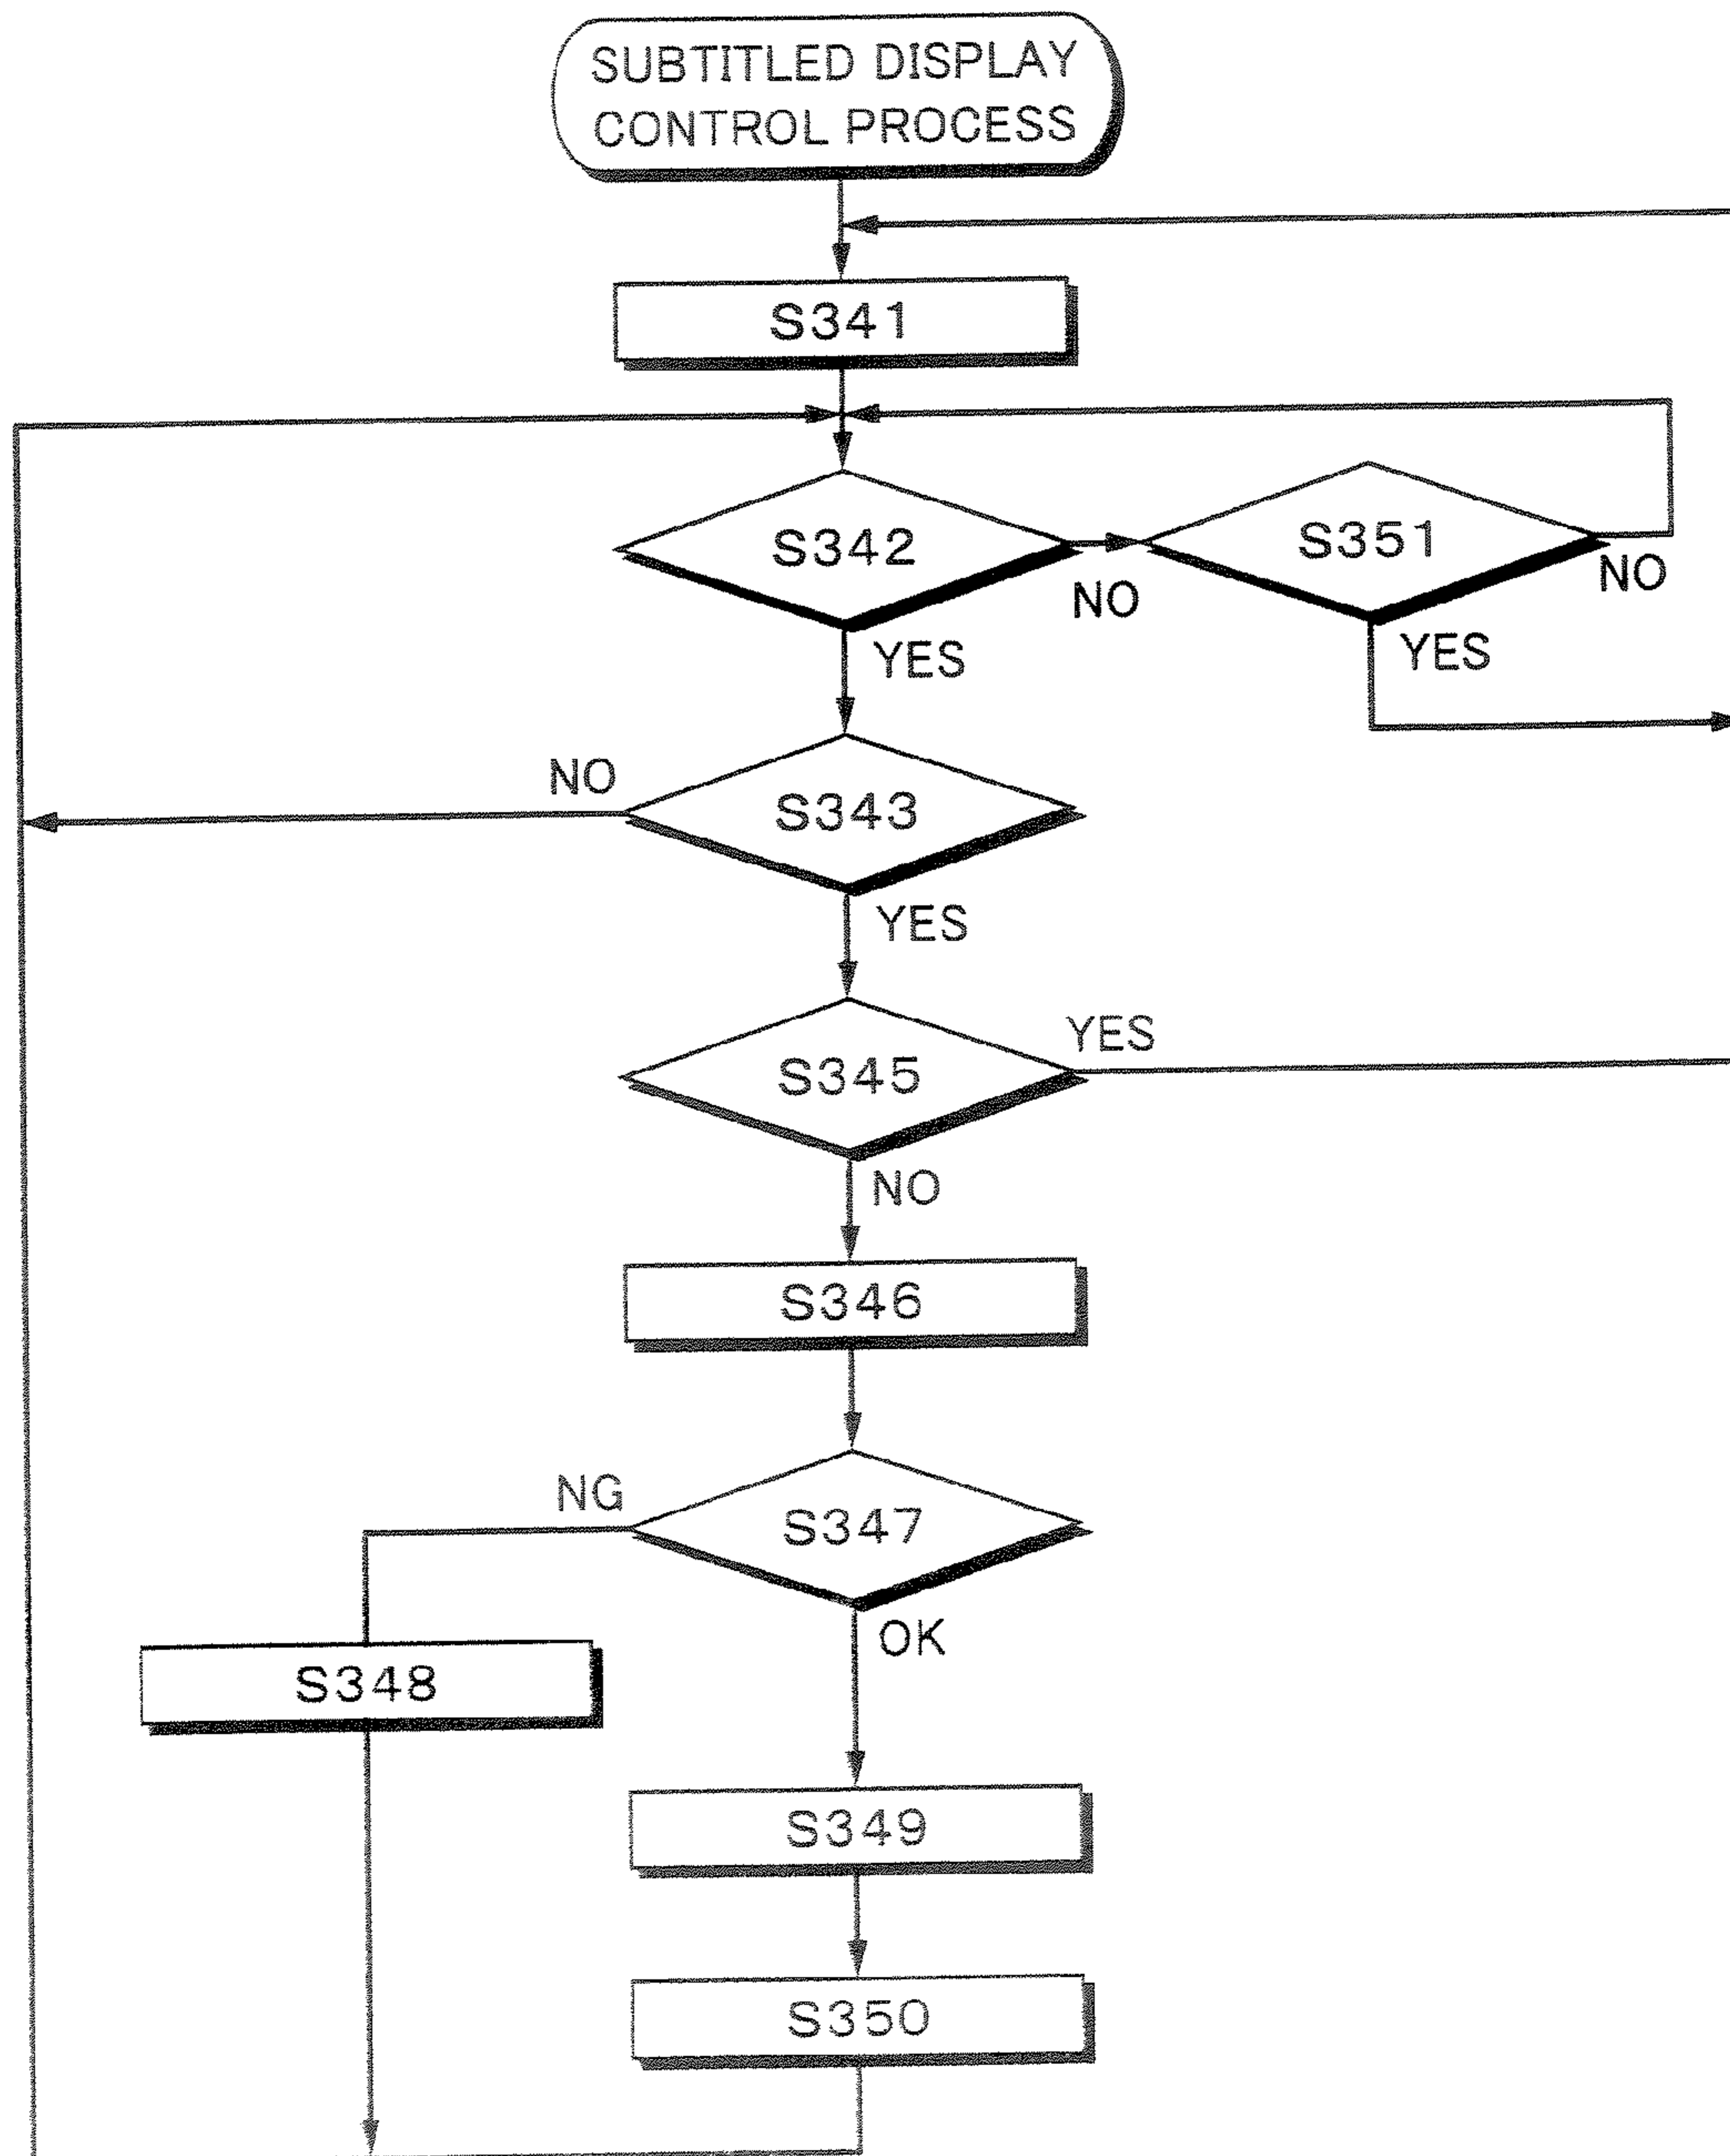 SUBTITLED DISPLAY
CONTROL PROCESS
S341
S342
NO
YES
S351
NO
YES
NO
S343
YES
S345
YES
NO
S346
NG
S347
OK
S348
S349
S350